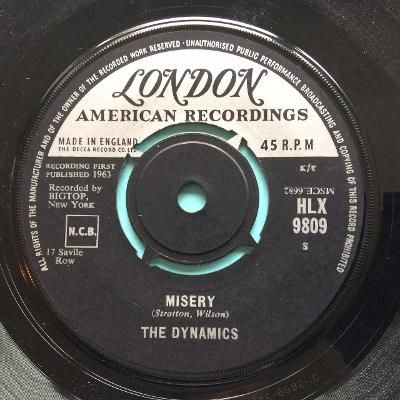 ALL RIGHTS OF THE MANUFACTURER AND OF THE OWNER OF THE RECORDED WORK RESERVED · UNAUTHORISED PUBLIC PERFORMANCE BROADCASTING AND COPYING OF THIS RECORD PROHIBITED
LONDON
AMERICAN RECORDINGS
MADE IN ENGLAND
THE DECCA RECORD CO. LTD.
45 R.P.M
RECORDING FIRST
PUBLISHED 1963
K/T
Recorded by
BIGTOP,
New York
MSCE.6682
HLX
9809
N.C.B.
S
17 Savile
Row
MISERY
(Stratton, Wilson)
THE DYNAMICS